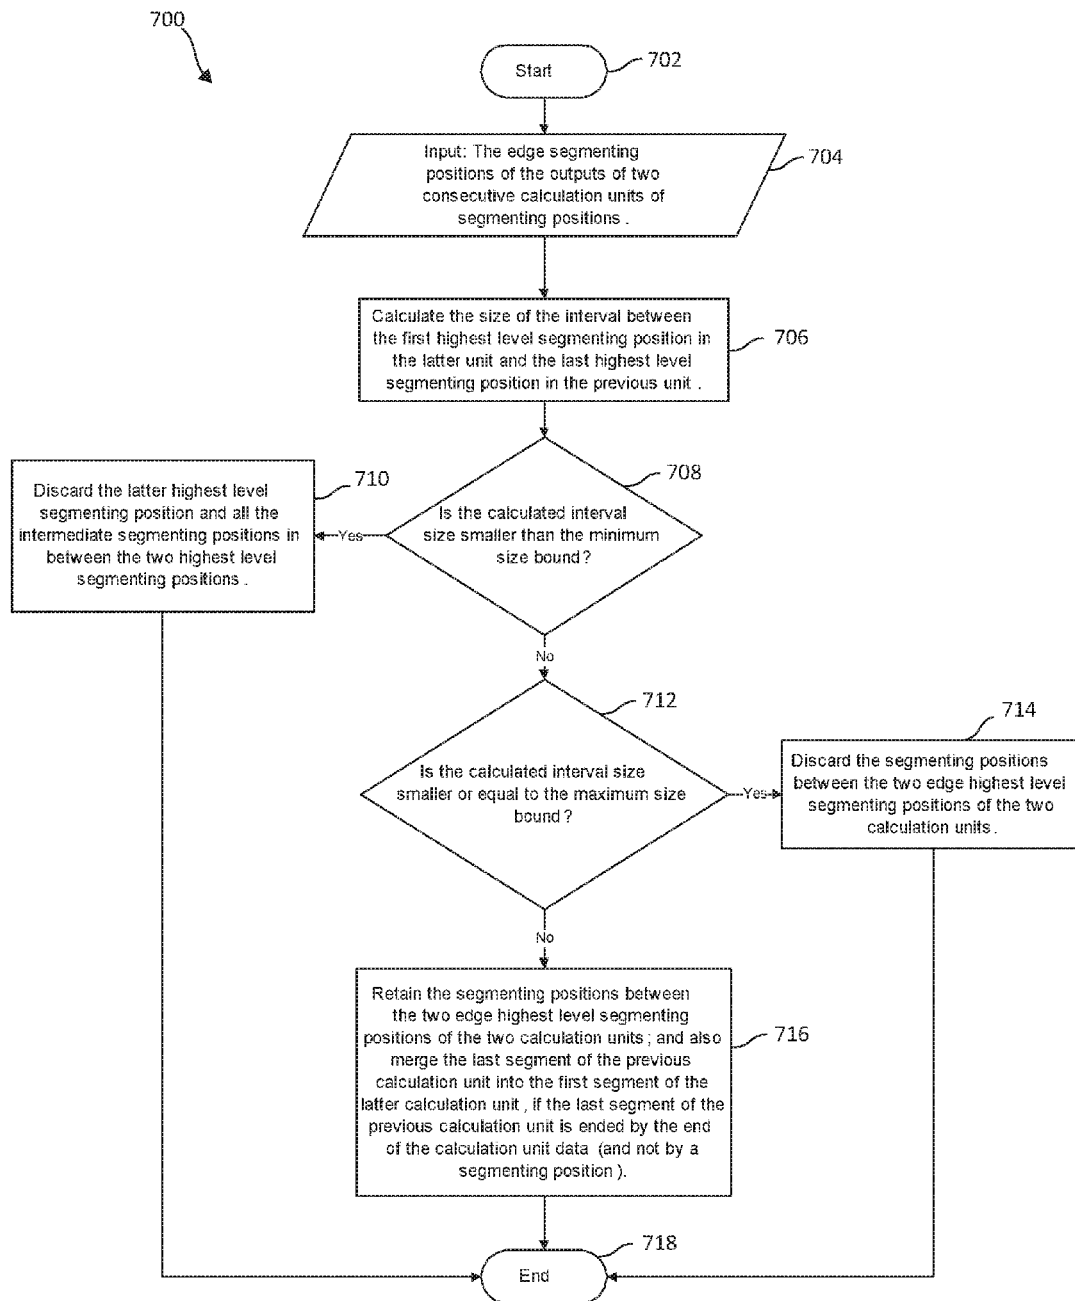 700
Start
702
Input: The edge segmenting
positions of the outputs of two
consecutive calculation units of
segmenting positions .
704
Calculate the size of the interval between
the first highest level segmenting position in
the latter unit and the last highest level
segmenting position in the previous unit .
706
708
Is the calculated interval
size smaller than the minimum
size bound ?
Yes
710
Discard the latter highest level
segmenting position and all the
intermediate segmenting positions in
between the two highest level
segmenting positions .
No
712
Is the calculated interval size
smaller or equal to the maximum size
bound ?
Yes
714
Discard the segmenting positions
between the two edge highest level
segmenting positions of the two
calculation units .
No
Retain the segmenting positions between
the two edge highest level segmenting
positions of the two calculation units ; and also
merge the last segment of the previous
calculation unit into the first segment of the
latter calculation unit , if the last segment of the
previous calculation unit is ended by the end
of the calculation unit data (and not by a
segmenting position ).
716
718
End